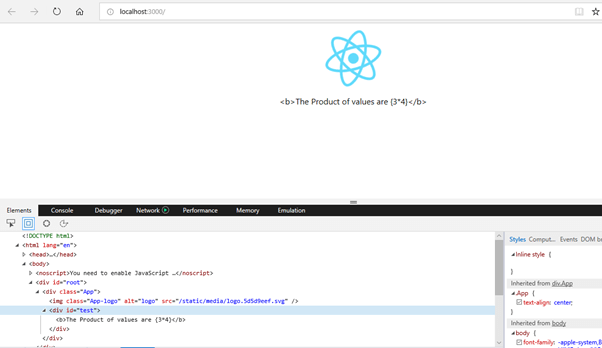 localhost:3000/
<b>The Product of values are {3*4}</b>
Elements Console Debugger Network Performance Memory Emulation
<!DOCTYPE html>
<html lang="en">
<head>…</head>
<body>
<noscript>You need to enable JavaScript …</noscript>
<div id="root">
<div class="App">
<img class="App-logo" alt="logo" src="/static/media/logo.5d5d9eef.svg" />
<div id="test">
<b>The Product of values are {3*4}</b>
</div>
</div>
</div>
Styles Comput... Events DOM br
Inline style {
}
Inherited from div.App
.App {
text-align: center;
}
Inherited from body
body {
font-family: -apple-system,B